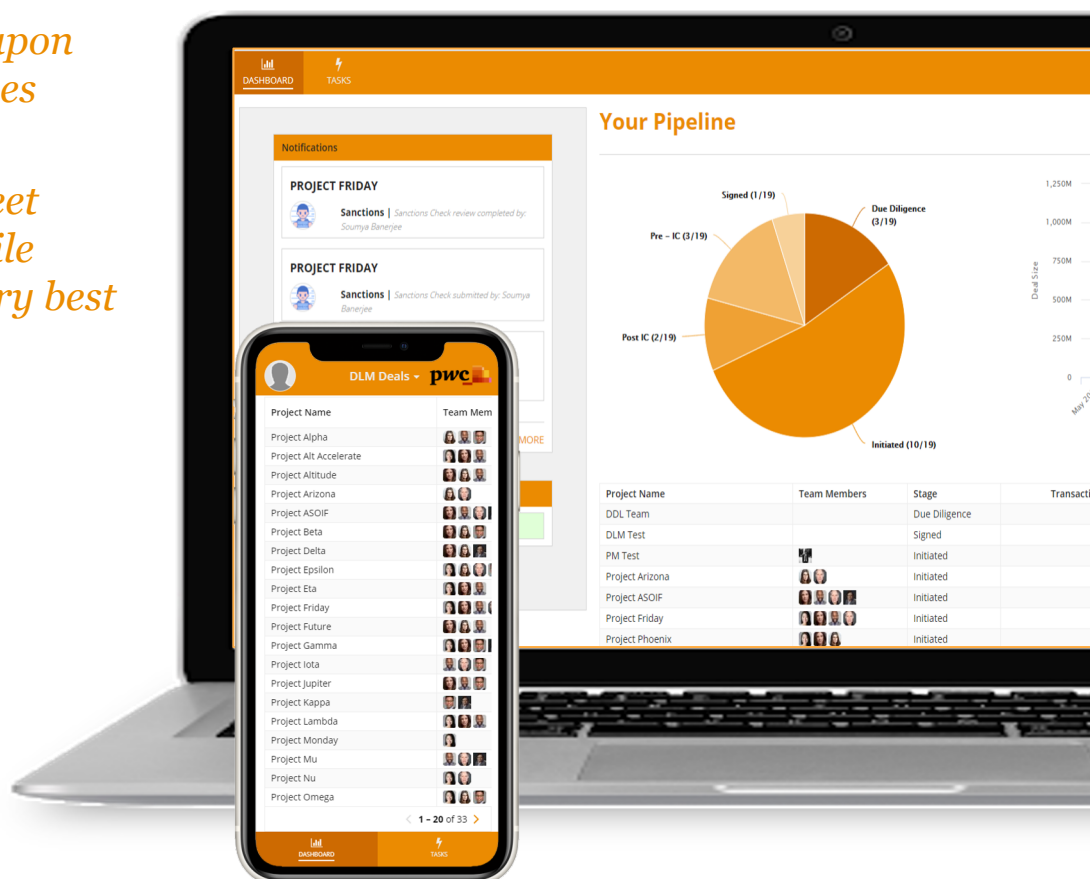 upon
es
eet
ile
ry best
DASHBOARD
TASKS
Notifications
PROJECT FRIDAY
Sanctions | Sanctions Check review completed by:
Soumya Banerjee
PROJECT FRIDAY
Sanctions | Sanctions Check submitted by: Soumya
Banerjee
MORE
Your Pipeline
Signed (1/19)
Due Diligence
(3/19)
Pre – IC (3/19)
Post IC (2/19)
Initiated (10/19)
Deal Size
1,250M
1,000M
750M
500M
250M
0
May 20
Project Name Team Members Stage Transacti
DDL Team Due Diligence
DLM Test Signed
PM Test Initiated
Project Arizona Initiated
Project ASOIF Initiated
Project Friday Initiated
Project Phoenix Initiated
DLM Deals pwc
Project Name Team Mem
Project Alpha
Project Alt Accelerate
Project Altitude
Project Arizona
Project ASOIF
Project Beta
Project Delta
Project Epsilon
Project Eta
Project Friday
Project Future
Project Gamma
Project Iota
Project Jupiter
Project Kappa
Project Lambda
Project Monday
Project Mu
Project Nu
Project Omega
< 1 – 20 of 33 >
DASHBOARD
TASKS